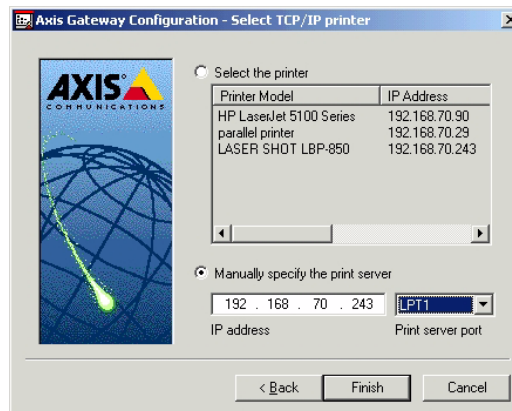 Axis Gateway Configuration - Select TCP/IP printer
AXIS
COMMUNICATIONS
Select the printer
Printer Model IP Address
HP LaserJet 5100 Series 192.168.70.90
parallel printer 192.168.70.29
LASER SHOT LBP-850 192.168.70.243
Manually specify the print server
192 . 168 . 70 . 243 LPT1
IP address Print server port
< Back Finish Cancel